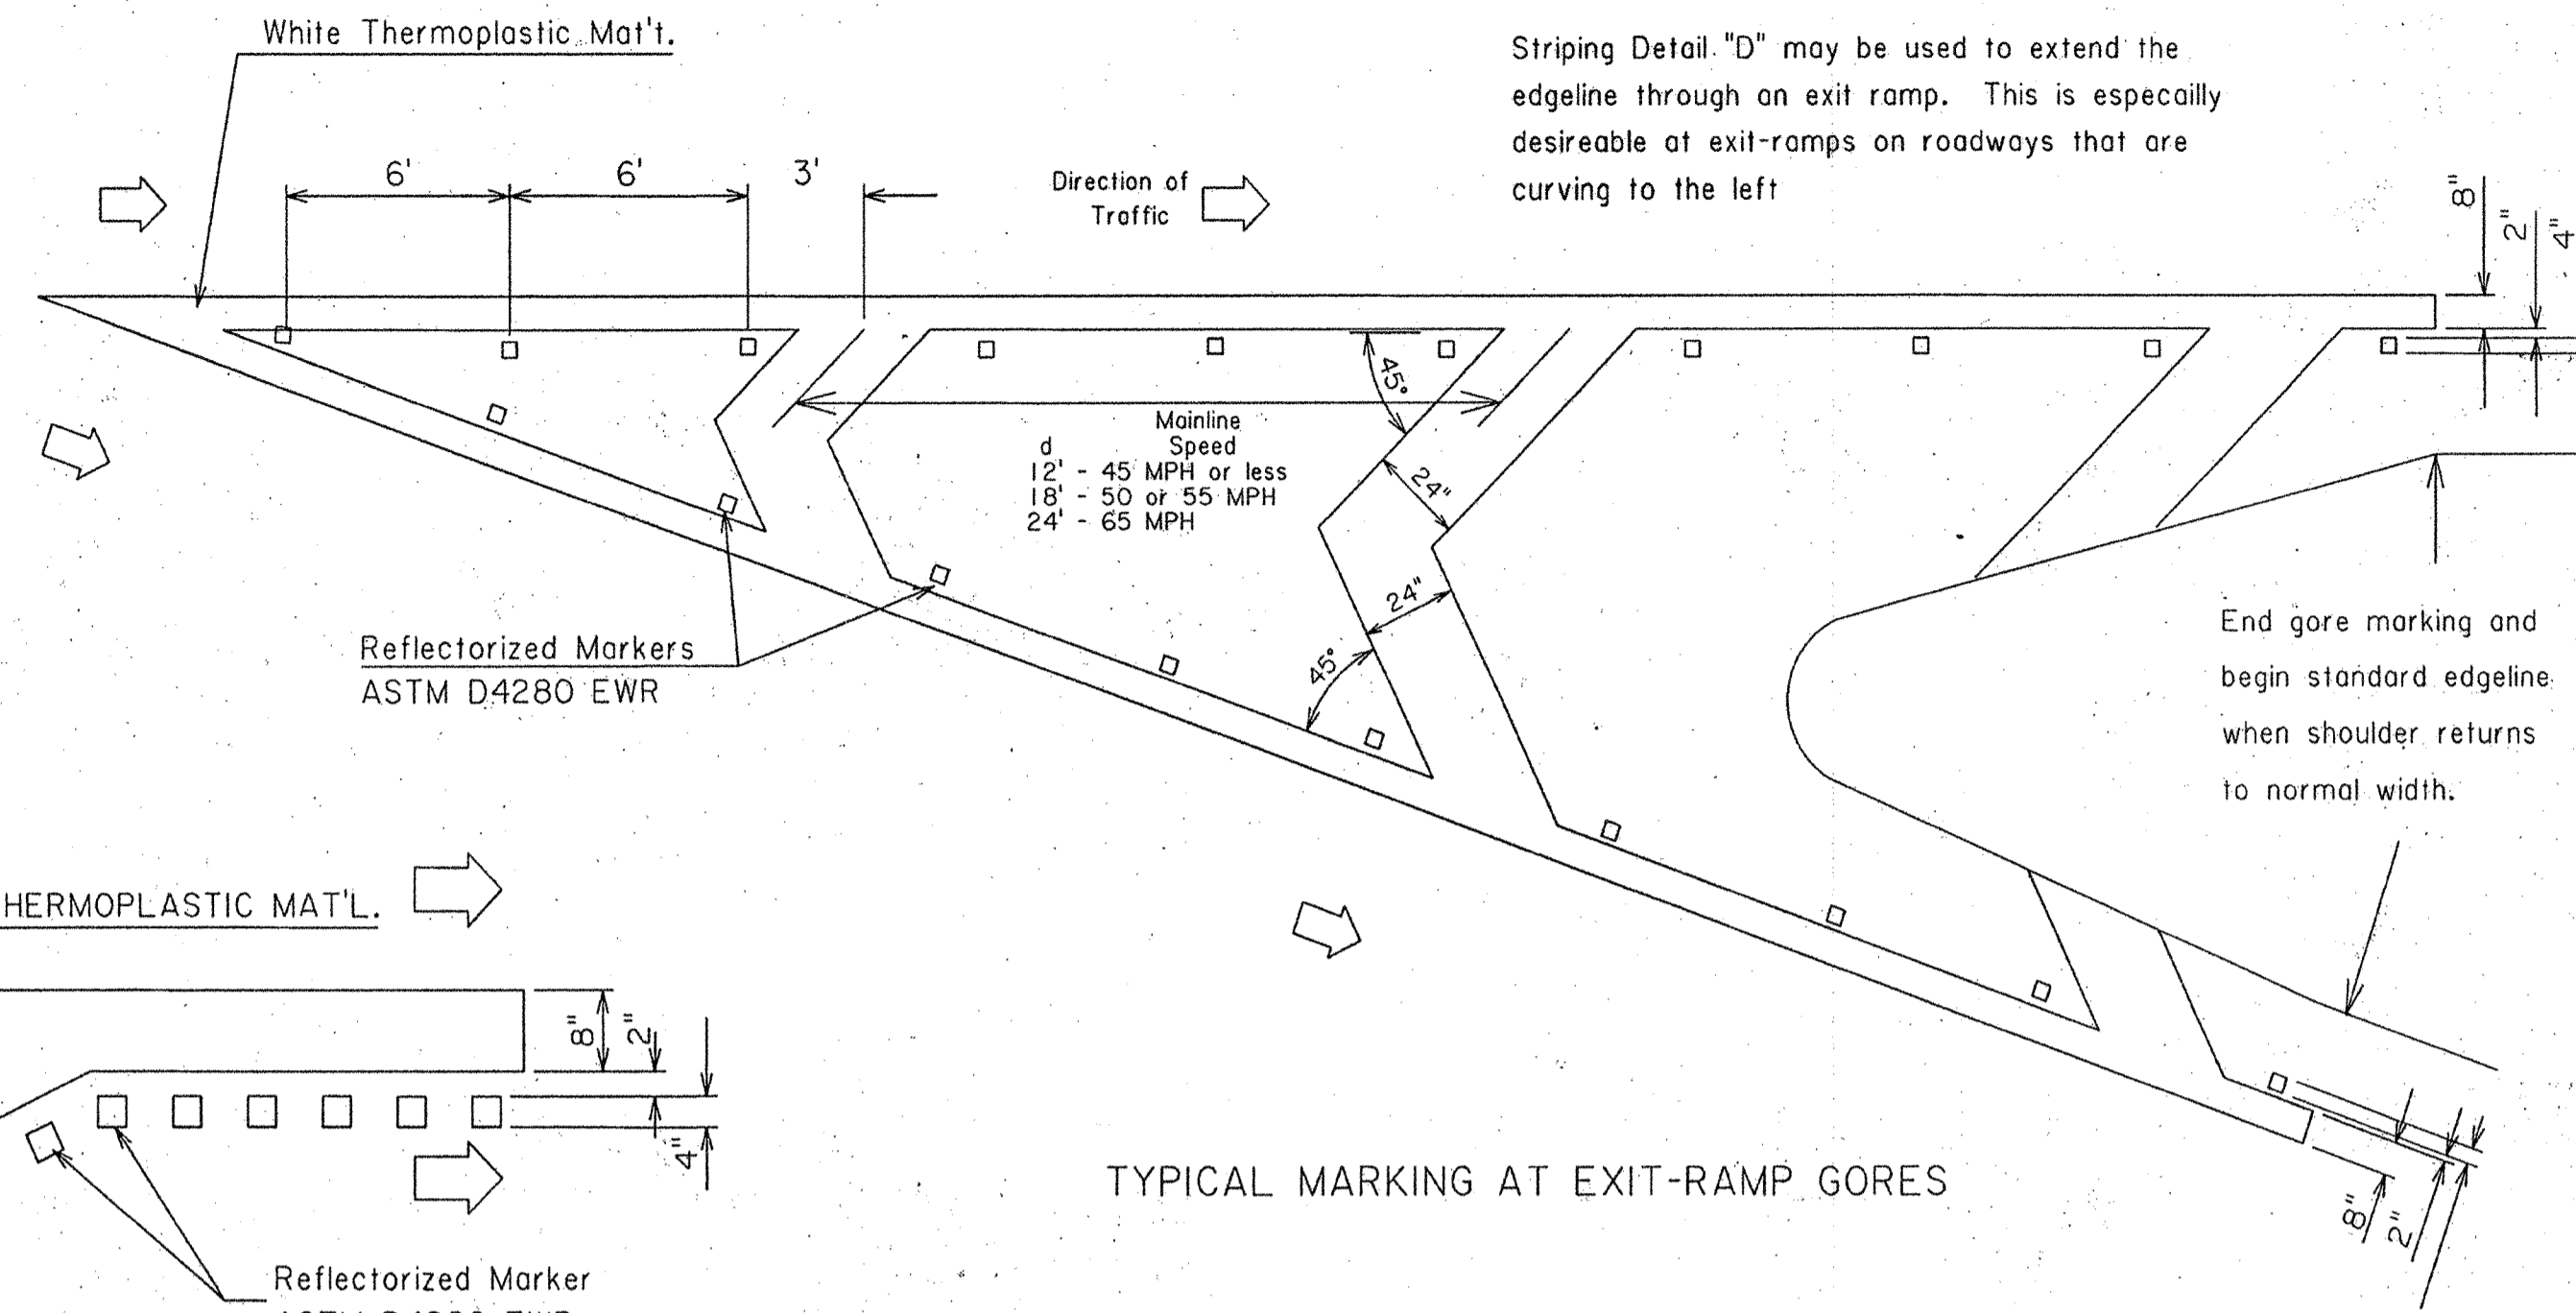 White Thermoplastic Mat't.
Striping Detail "D" may be used to extend the
edgeline through an exit ramp. This is especailly
desireable at exit-ramps on roadways that are
curving to the left
6'
6'
3'
Direction of
Traffic
8"
2"
4"
45°
Mainline
d Speed
12' - 45 MPH or less
18' - 50 or 55 MPH
24' - 65 MPH
24"
24"
45°
Reflectorized Markers
ASTM D4280 EWR
End gore marking and
begin standard edgeline
when shoulder returns
to normal width.
HERMOPLASTIC MAT'L.
8"
2"
4"
TYPICAL MARKING AT EXIT-RAMP GORES
8"
2"
Reflectorized Marker